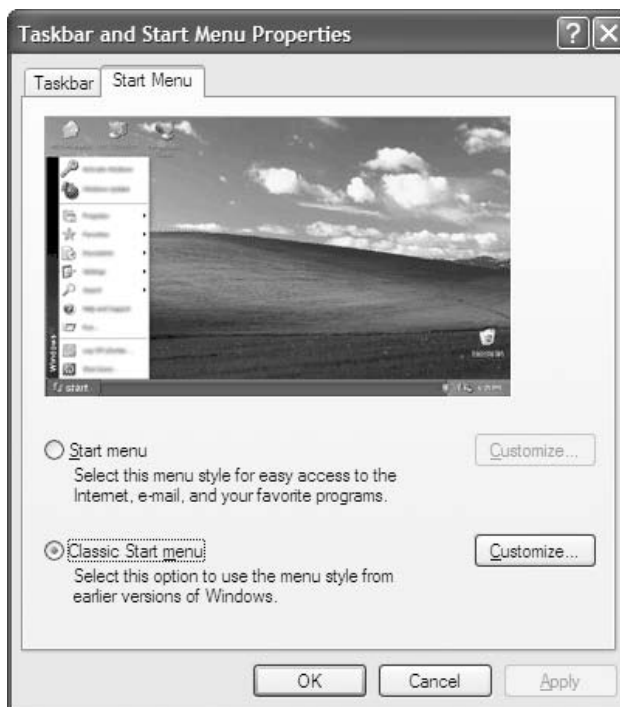 Taskbar and Start Menu Properties
Taskbar
Start Menu
Windows
start
Start menu
Customize...
Select this menu style for easy access to the
Internet, e-mail, and your favorite programs.
Classic Start menu
Customize...
Select this option to use the menu style from
earlier versions of Windows.
OK
Cancel
Apply